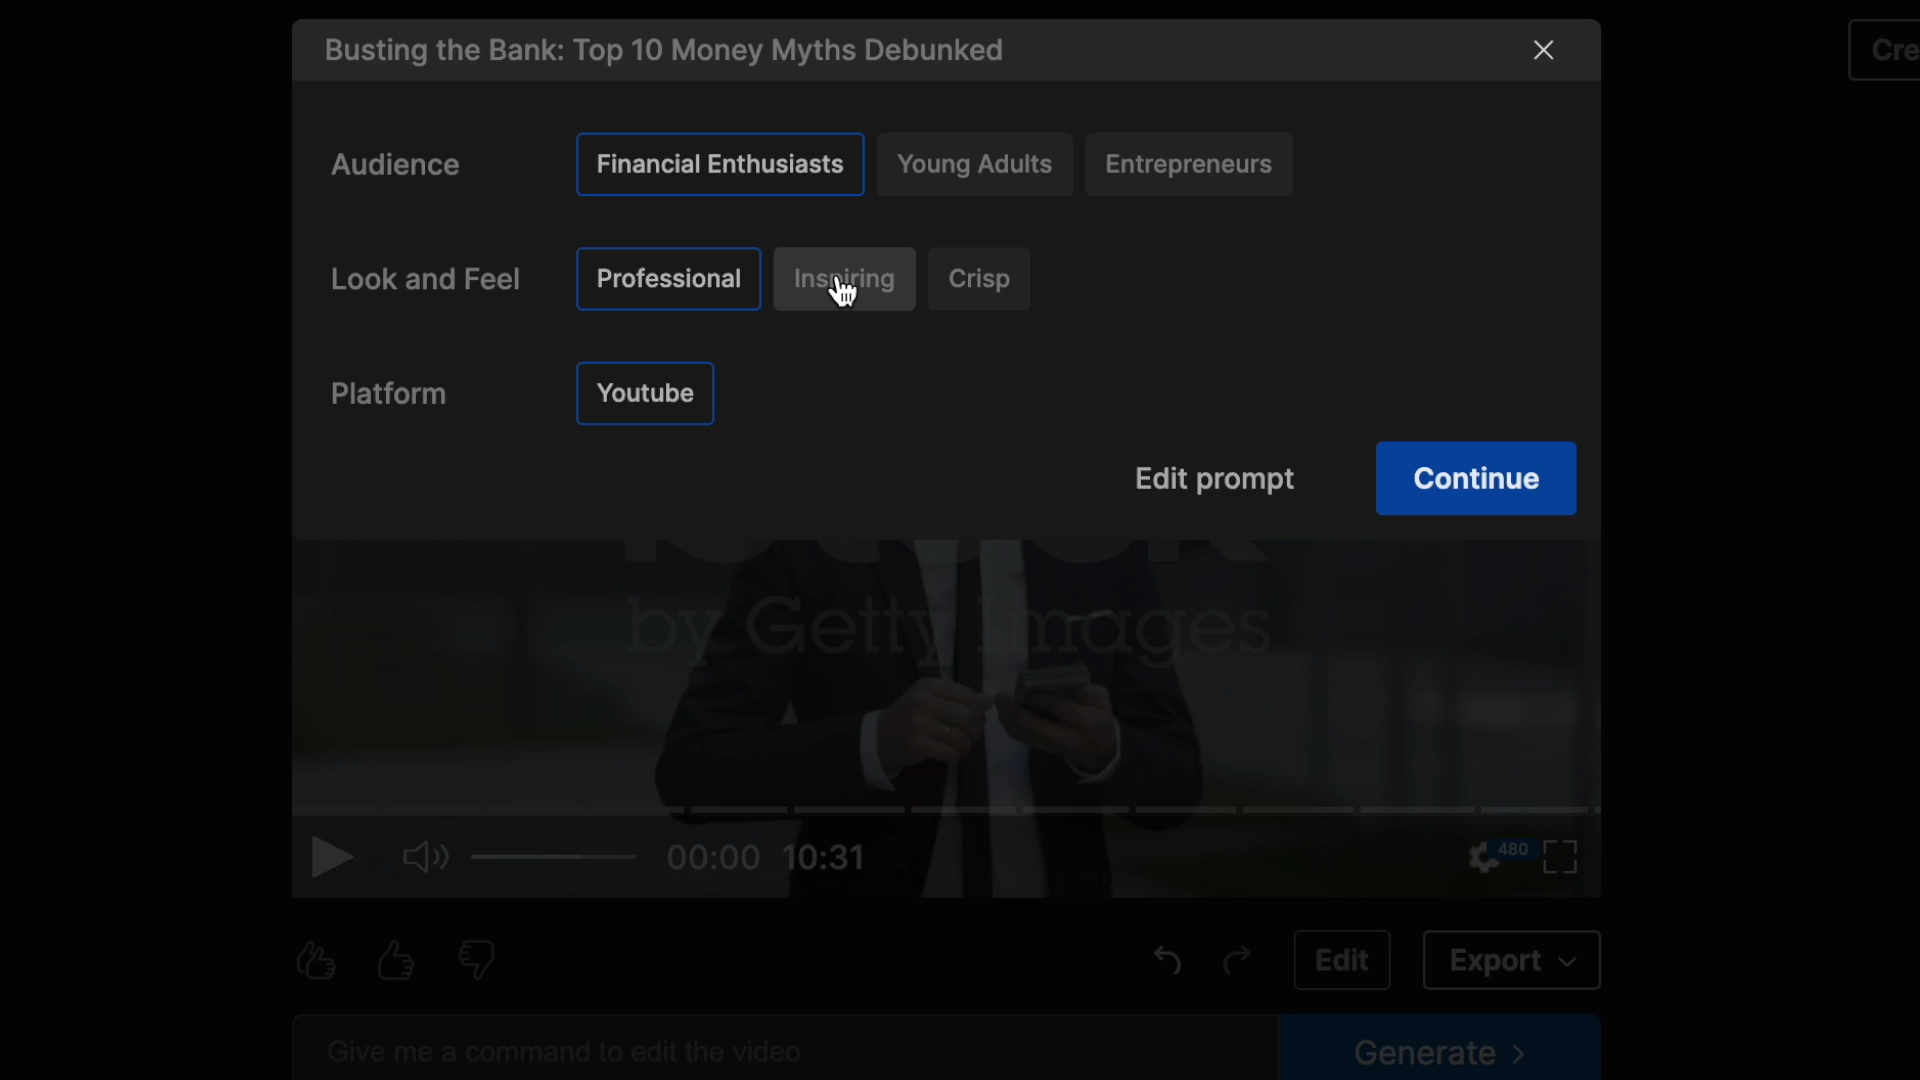 Busting the Bank: Top 10 Money Myths Debunked
Cre
Audience
Financial Enthusiasts
Young Adults
Entrepreneurs
Look and Feel
Professional
Inspiring
Crisp
Platform
Youtube
Edit prompt
Continue
by Getty Images
00:00 10:31
480
Edit
Export
Give me a command to edit the video
Generate